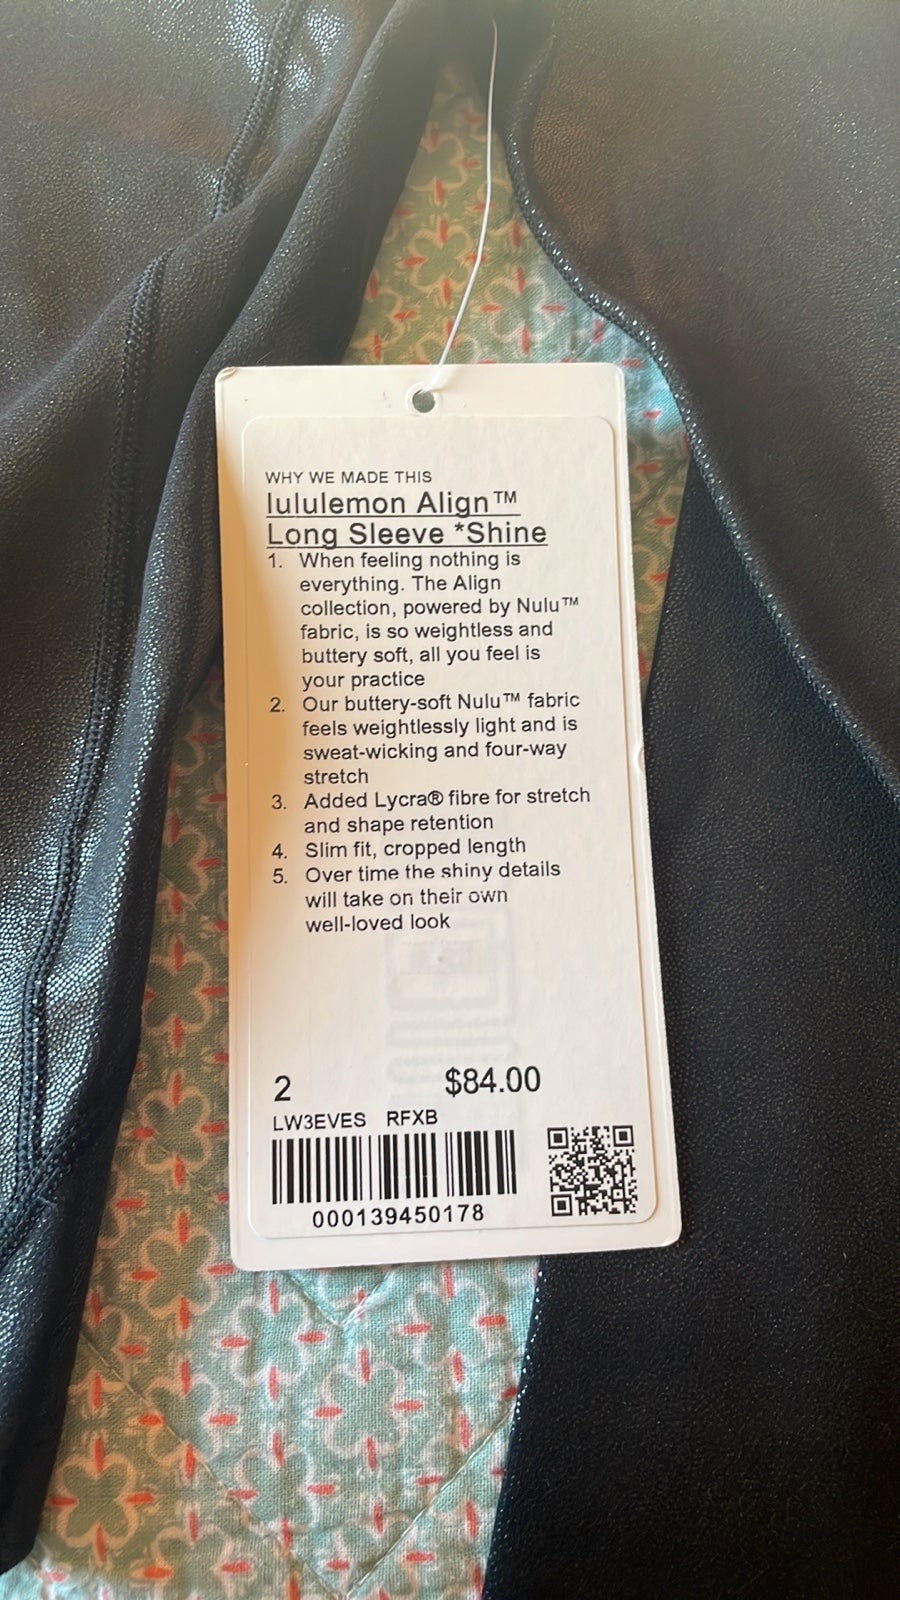 WHY WE MADE THIS
lululemon Align™
Long Sleeve *Shine
1. When feeling nothing is
everything. The Align
collection, powered by Nulu™
fabric, is so weightless and
buttery soft, all you feel is
your practice
2. Our buttery-soft Nulu™ fabric
feels weightlessly light and is
sweat-wicking and four-way
stretch
3. Added Lycra® fibre for stretch
and shape retention
4. Slim fit, cropped length
5. Over time the shiny details
will take on their own
well-loved look
2 $84.00
LW3EVES RFXB
000139450178